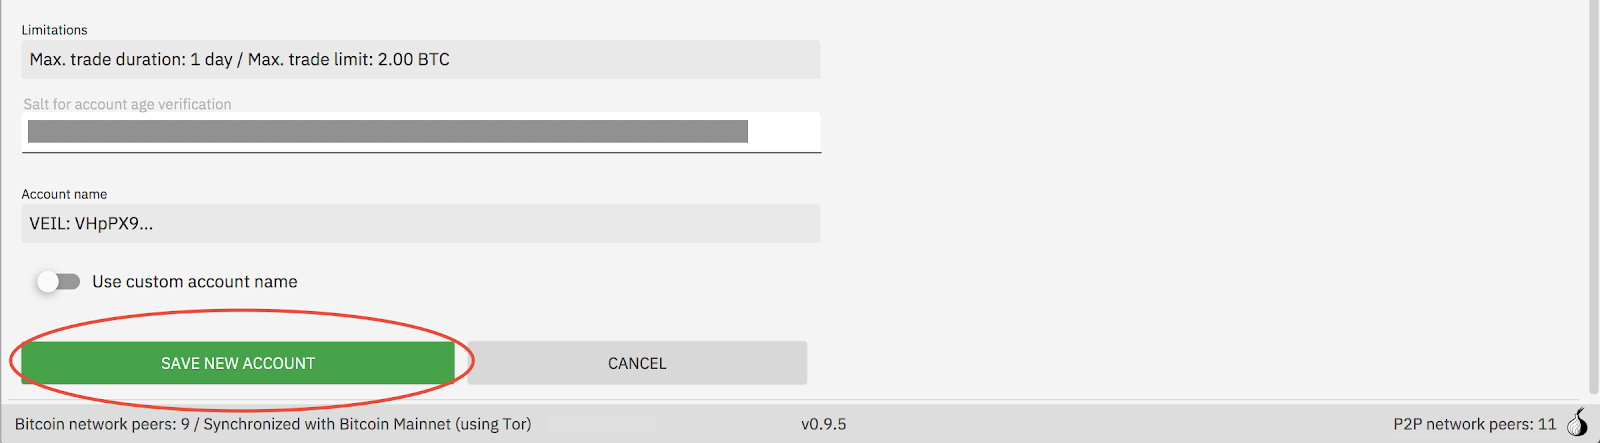 Limitations
Max. trade duration: 1 day / Max. trade limit: 2.00 BTC
Salt for account age verification
Account name
VEIL: VHpPX9...
Use custom account name
SAVE NEW ACCOUNT
CANCEL
Bitcoin network peers: 9 / Synchronized with Bitcoin Mainnet (using Tor)
v0.9.5
P2P network peers: 11